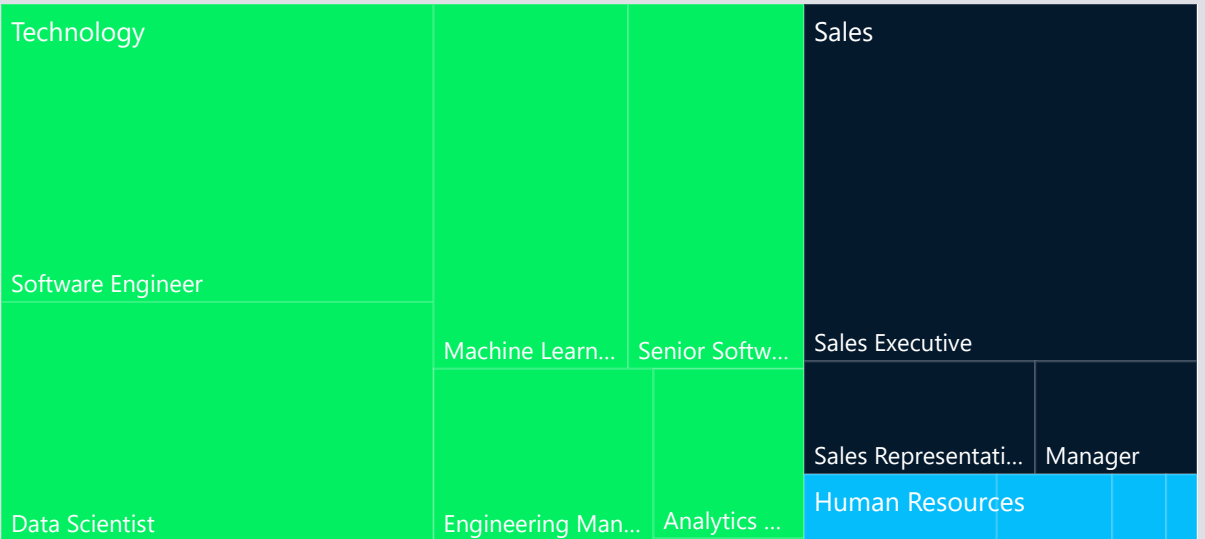 Technology
Sales
Software Engineer
Machine Learn...
Senior Softw...
Sales Executive
Sales Representati...
Manager
Human Resources
Data Scientist
Engineering Man...
Analytics ...